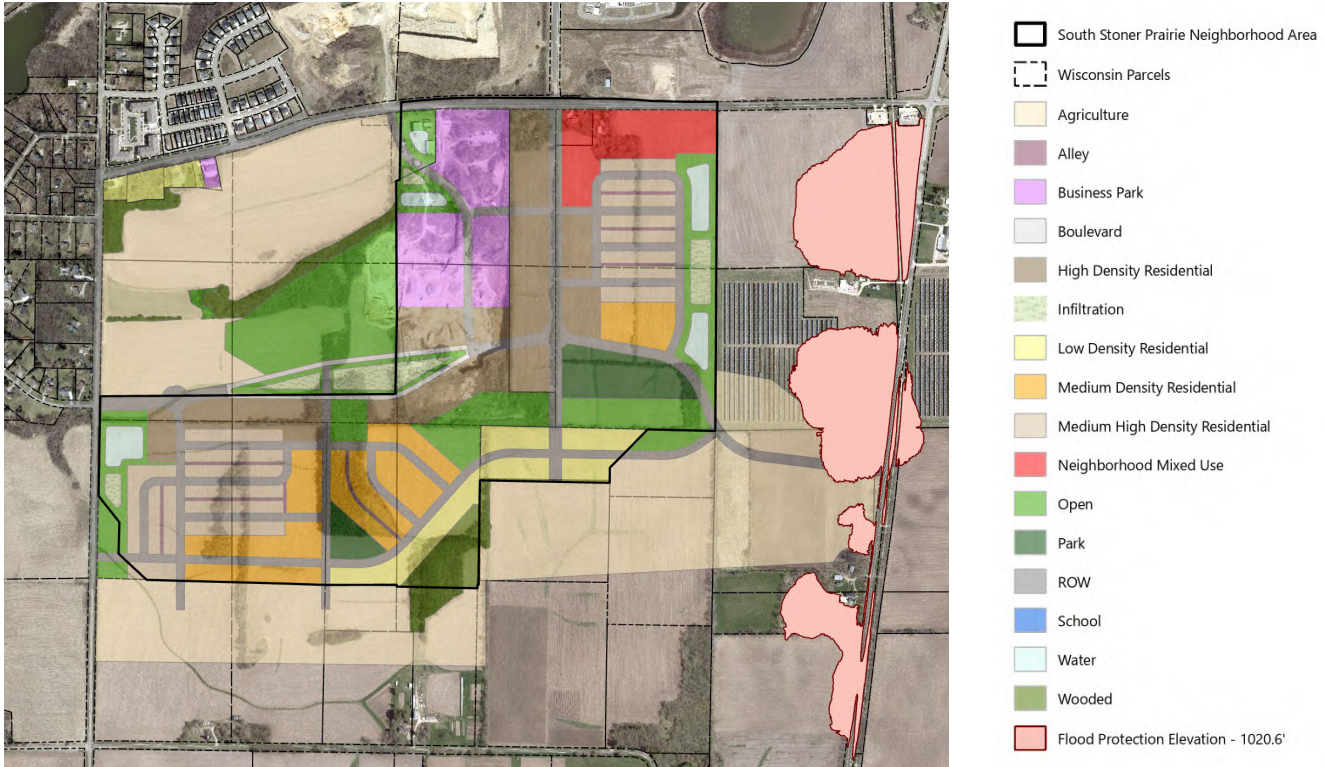 South Stoner Prairie Neighborhood Area
Wisconsin Parcels
Agriculture
Alley
Business Park
Boulevard
High Density Residential
Infiltration
Low Density Residential
Medium Density Residential
Medium High Density Residential
Neighborhood Mixed Use
Open
Park
ROW
School
Water
Wooded
Flood Protection Elevation - 1020.6'